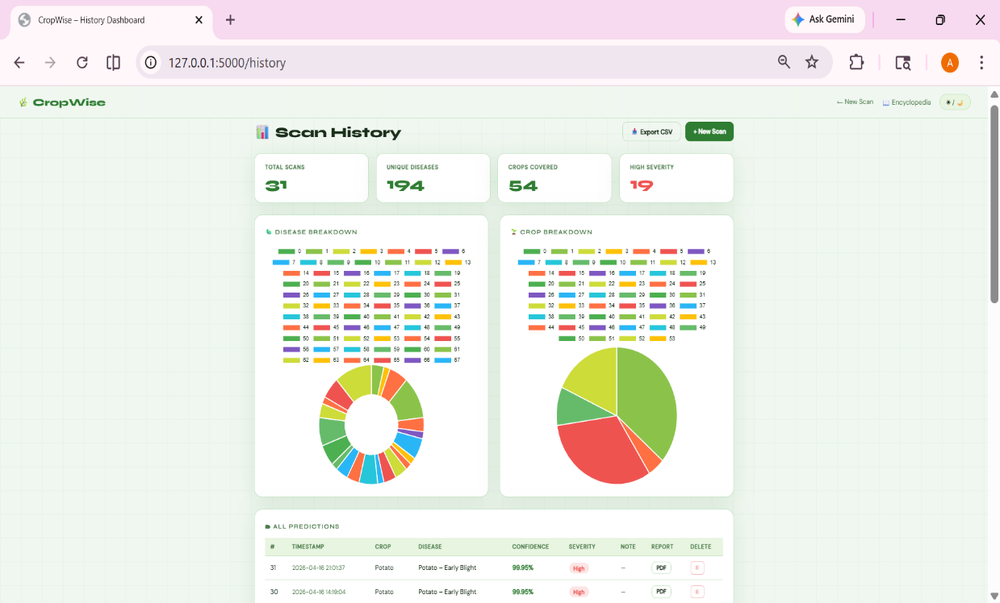 CropWise – History Dashboard
Ask Gemini
127.0.0.1:5000/history
A
CropWise
← New Scan
Encyclopedia
/
Scan History
Export CSV
+ New Scan
TOTAL SCANS
31
UNIQUE DISEASES
194
CROPS COVERED
54
HIGH SEVERITY
19
DISEASE BREAKDOWN
0 1 2 3 4 5 6
7 8 9 10 11 12 13
14 15 16 17 18 19
20 21 22 23 24 25
26 27 28 29 30 31
32 33 34 35 36 37
38 39 40 41 42 43
44 45 46 47 48 49
50 51 52 53 54 55
56 57 58 59 60 61
62 63 64 65 66 67
CROP BREAKDOWN
0 1 2 3 4 5 6
7 8 9 10 11 12 13
14 15 16 17 18 19
20 21 22 23 24 25
26 27 28 29 30 31
32 33 34 35 36 37
38 39 40 41 42 43
44 45 46 47 48 49
50 51 52 53
ALL PREDICTIONS
# TIMESTAMP CROP DISEASE CONFIDENCE SEVERITY NOTE REPORT DELETE
31 2026-04-16 21:01:37 Potato Potato – Early Blight 99.95% High – PDF
30 2026-04-16 14:19:04 Potato Potato – Early Blight 99.95% High – PDF